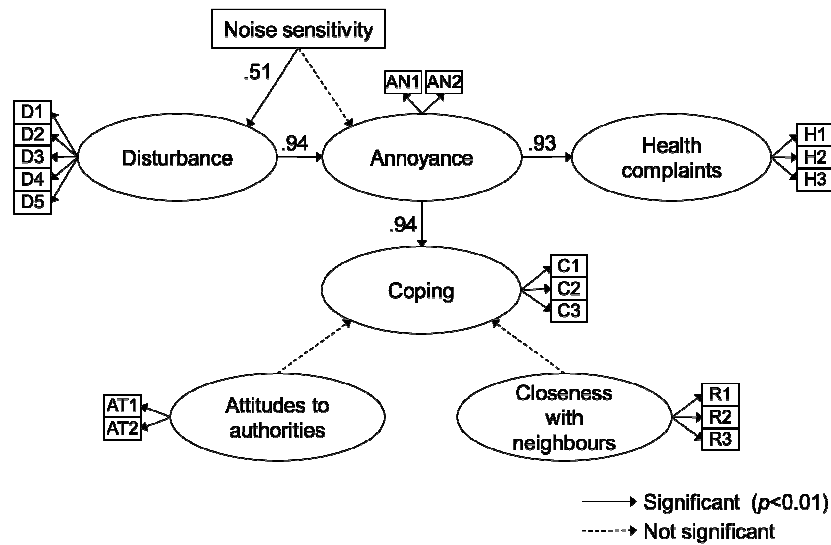 Noise sensitivity
.51
AN1 AN2
D1
D2
D3
D4
D5
Disturbance
.94
Annoyance
.93
Health
complaints
H1
H2
H3
.94
Coping
C1
C2
C3
AT1
AT2
Attitudes to
authorities
Closeness
with
neighbours
R1
R2
R3
Significant (p<0.01)
Not significant